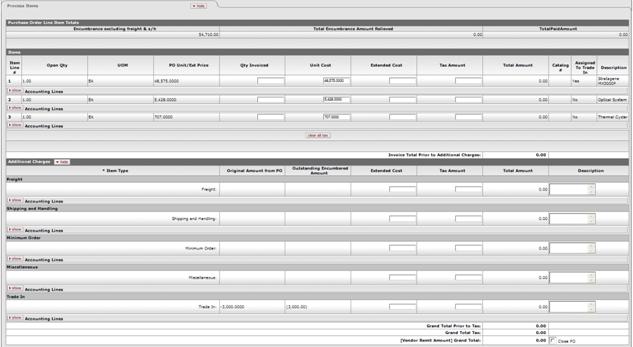 Process Items
hide
Purchase Order Line Item Totals
Encumbrance excluding freight & s/h Total Encumbrance Amount Relieved TotalPaidAmount
54,710.00 0.00 0.00
Items
Item Line # Open Qty UOM PO Unit/Ext Price Qty Invoiced Unit Cost Extended Cost Tax Amount Total Amount Catalog # Assigned To Trade In Description
1 1.00 EA 48,575.0000 48,575.0000 0.00 Yes Stratagene MX3000P
show Accounting Lines
2 1.00 EA 5,428.0000 5,428.0000 0.00 No Optical System
show Accounting Lines
3 1.00 EA 707.0000 707.0000 0.00 No Thermal Cycler
show Accounting Lines
clear all tax
Invoice Total Prior to Additional Charges: 0.00
Additional Charges hide
* Item Type Original Amount from PO Outstanding Encumbered Amount Extended Cost Tax Amount Total Amount Description
Freight
Freight: 0.00
show Accounting Lines
Shipping and Handling
Shipping and Handling: 0.00
show Accounting Lines
Minimum Order
Minimum Order: 0.00
show Accounting Lines
Miscellaneous
Miscellaneous: 0.00
show Accounting Lines
Trade In
Trade In: -3,000.0000 (3,000.00) 0.00
show Accounting Lines
Grand Total Prior to Tax: 0.00
Grand Total Tax: 0.00
(Vendor Remit Amount) Grand Total: 0.00 Close PO